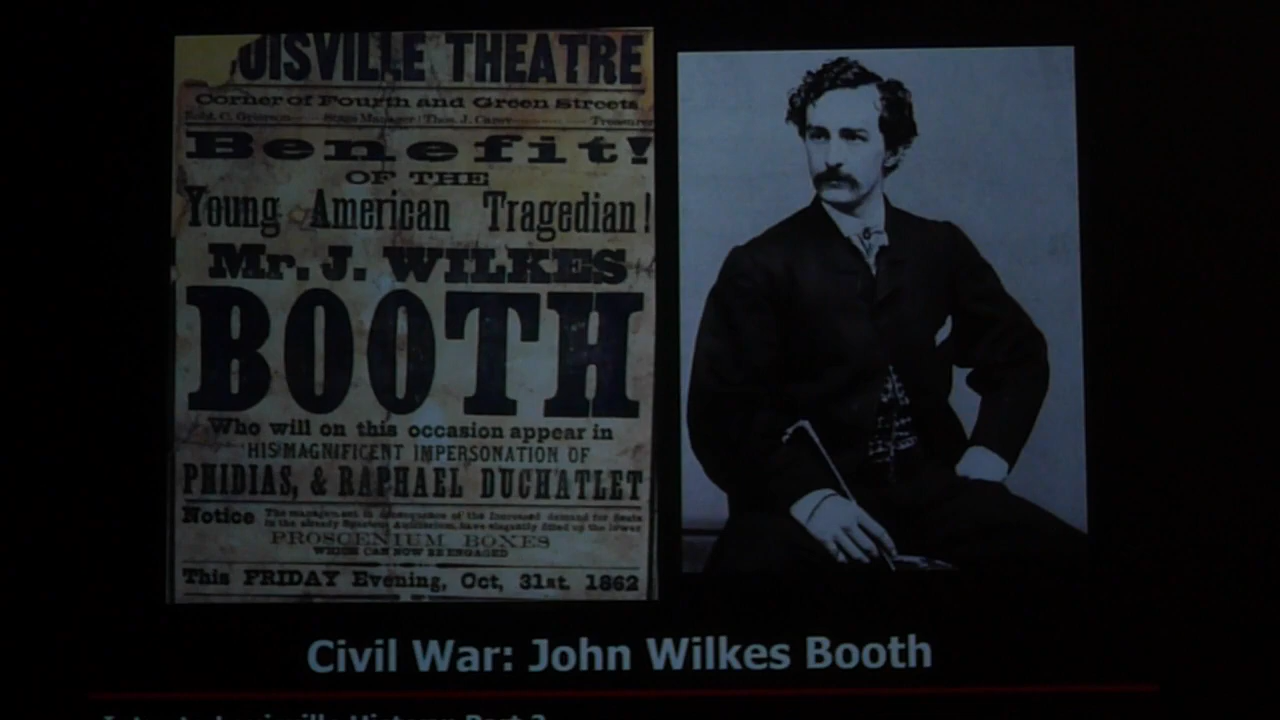 OUISVILLE THEATRE
Corner of Fourth and Green Streets
Stage Manager: Thos. J. Carey Treasurer
Benefit!
OF THE
Young American Tragedian!
Mr. J. WILKES
BOOTH
Who will on this occasion appear in
HIS MAGNIFICENT IMPERSONATION OF
PHIDIAS, & RAPHAEL DUCHATLET
Notice The management in consequence of the increased demand for Seats
in the already Spacious Auditorium, have elegantly fitted up the lower
PROSCENIUM BOXES
WHICH CAN NOW BE ENGAGED
This FRIDAY Evening, Oct, 31st. 1862
Civil War: John Wilkes Booth